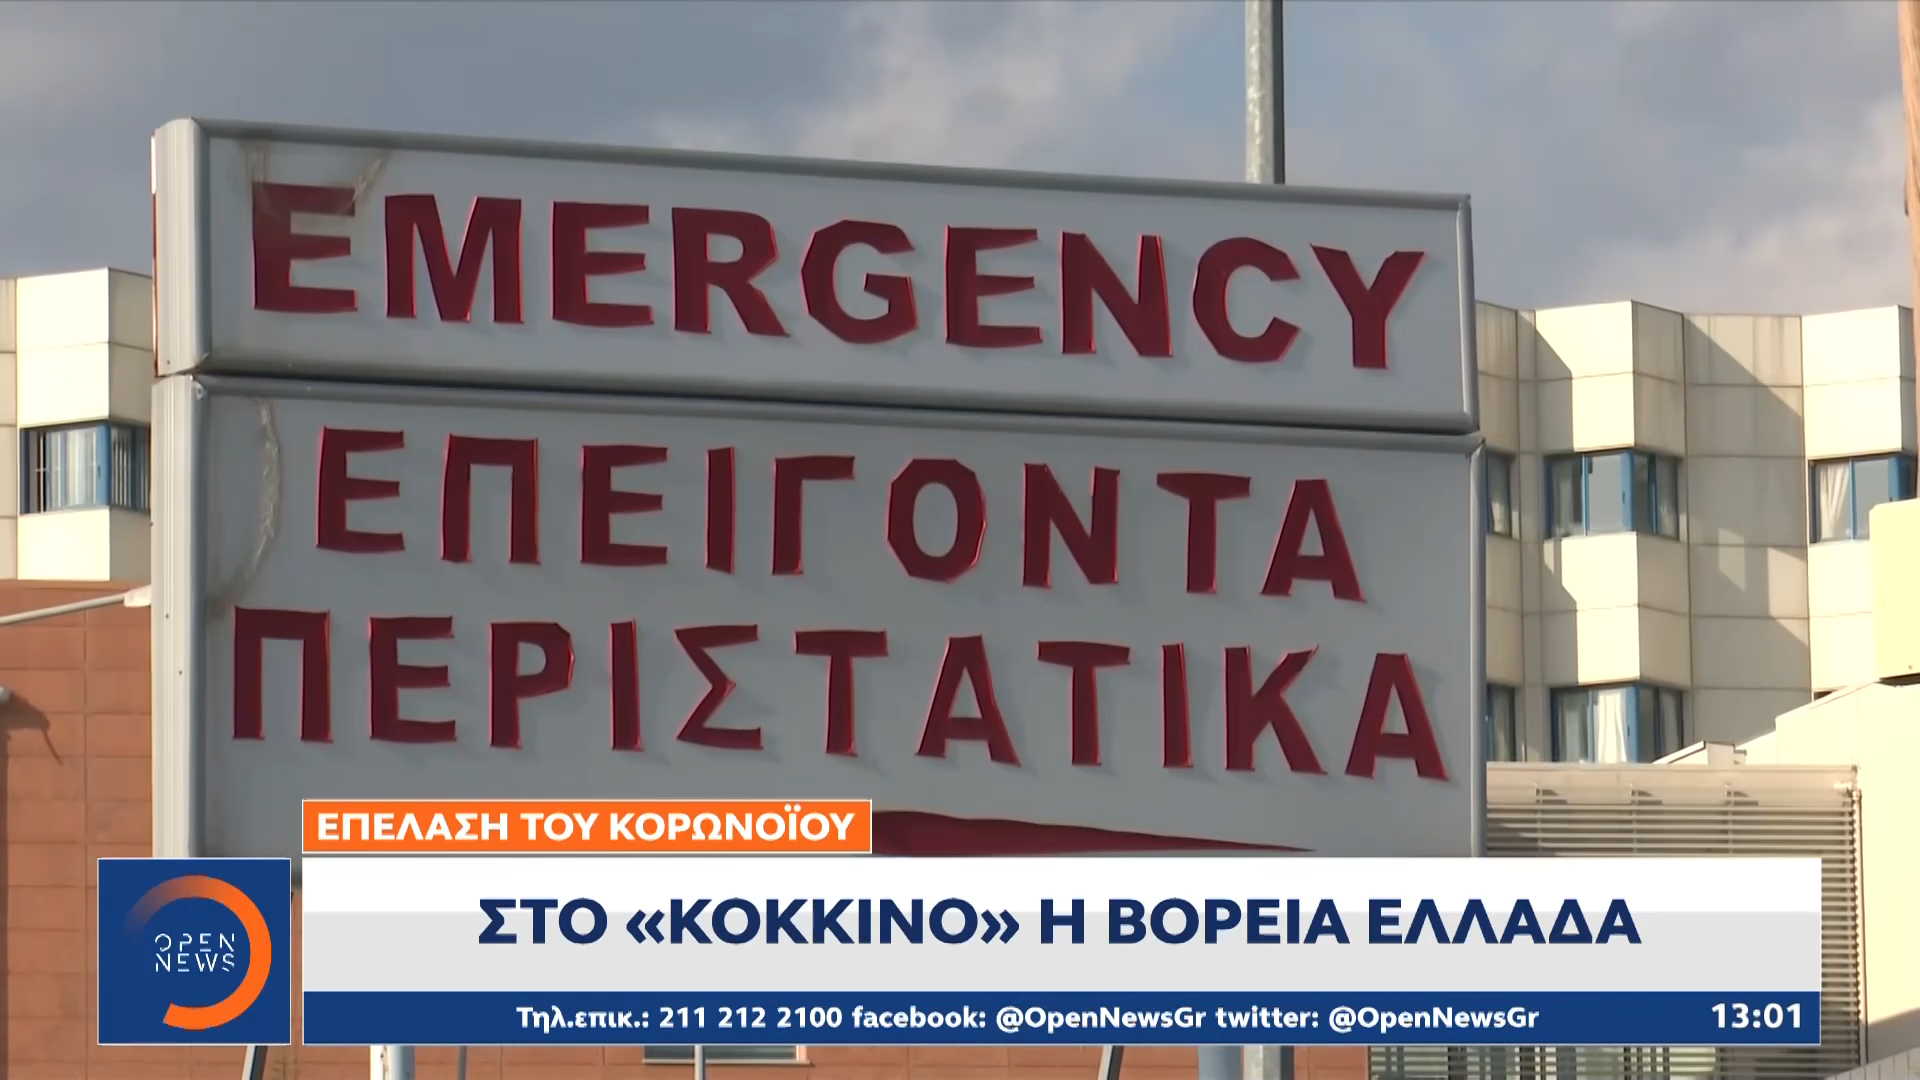 EMERGENCY
ΕΠΕΙΓΟΝΤΑ
ΠΕΡΙΣΤΑΤΙΚΑ
ΕΠΕΛΑΣΗ ΤΟΥ ΚΟΡΩΝΟΪΟΥ
ΣΤΟ «ΚΟΚΚΙΝΟ» Η ΒΟΡΕΙΑ ΕΛΛΑΔΑ
OPEN
NEWS
Τηλ.επικ.: 211 212 2100 facebook: @OpenNewsGr twitter: @OpenNewsGr
13:01